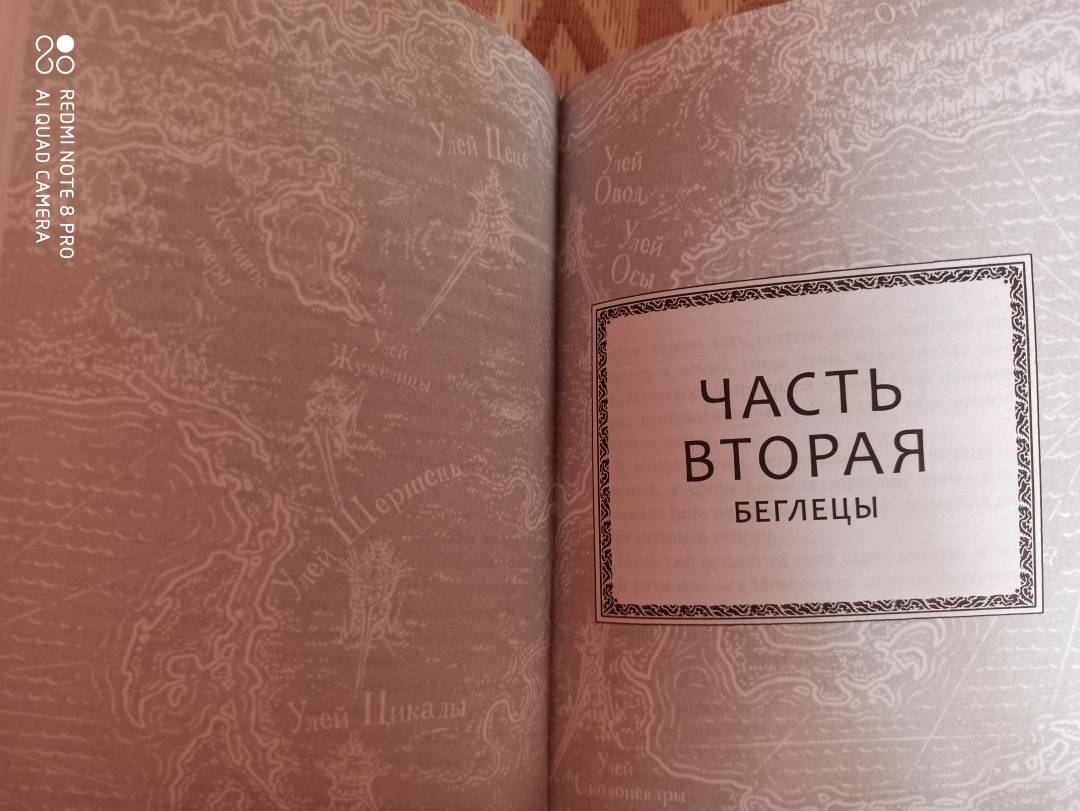 REDMI NOTE 8 PRO
AI QUAD CAMERA
Улей Цеце
Улей
Жужелицы
Улей Шершень
Улей Цикады
Улей
Овод
Улей
Осы
ЧАСТЬ
ВТОРАЯ
БЕГЛЕЦЫ
Улей
Сколопендры